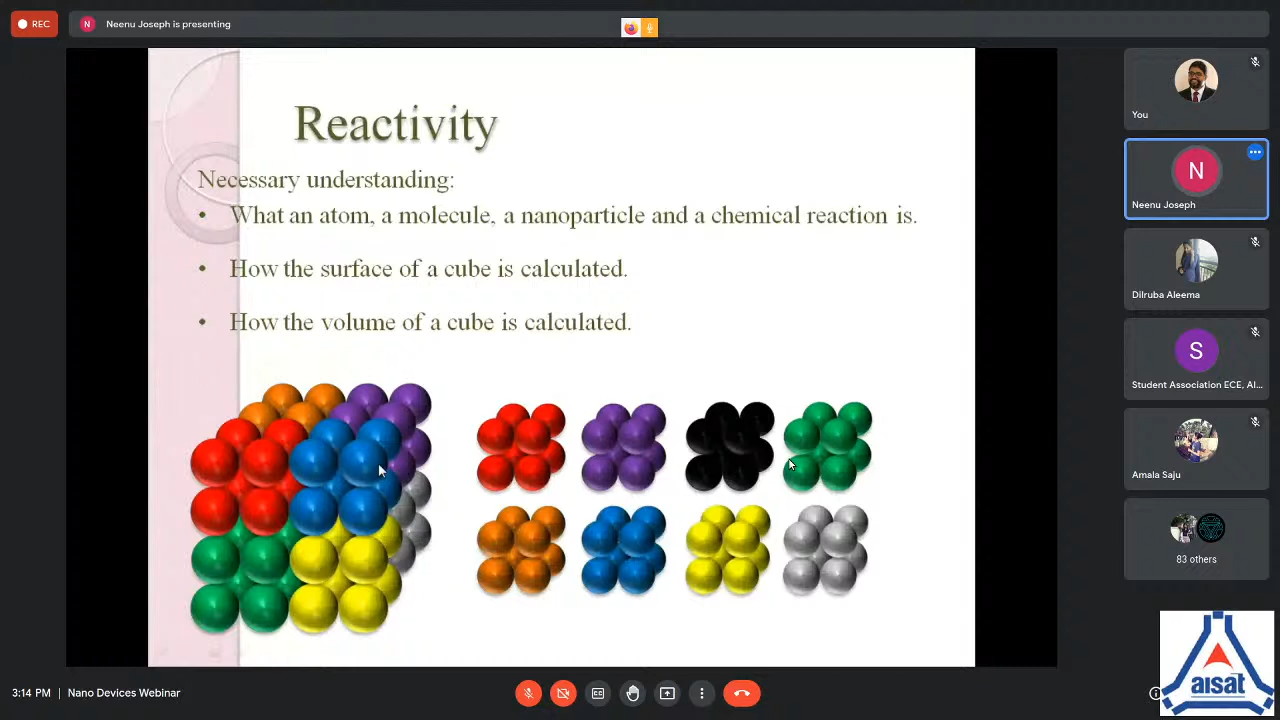 REC
N
Neenu Joseph is presenting
Reactivity
Necessary understanding:
• What an atom, a molecule, a nanoparticle and a chemical reaction is.
• How the surface of a cube is calculated.
• How the volume of a cube is calculated.
You
N
Neenu Joseph
Dilruba Aleema
S
Student Association ECE, AI...
Amala Saju
83 others
aisat
3:14 PM | Nano Devices Webinar